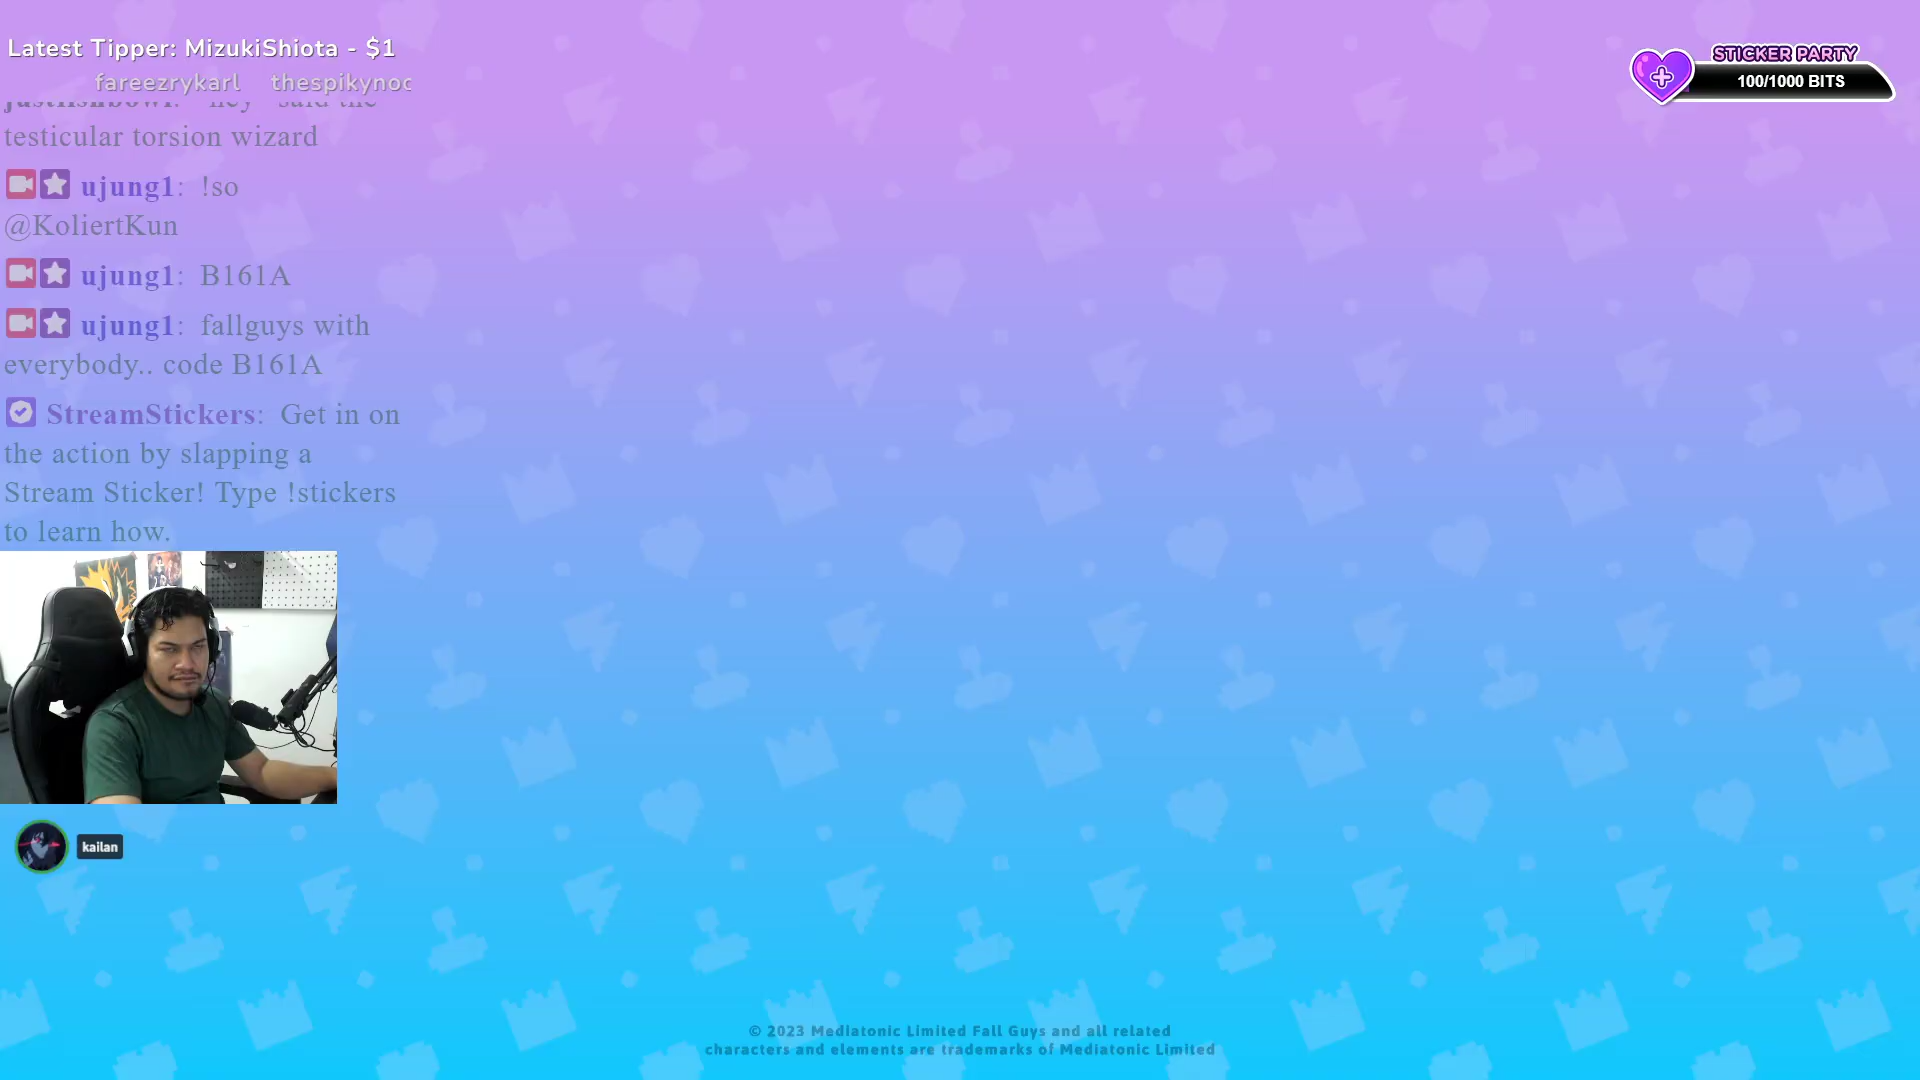 Latest Tipper: MizukiShiota - $1
fareezrykarl thespikynoc
said the
testicular torsion wizard
ujung1: !so
@KoliertKun
ujung1: B161A
ujung1: fallguys with
everybody.. code B161A
StreamStickers: Get in on
the action by slapping a
Stream Sticker! Type !stickers
to learn how.
STICKER PARTY
100/1000 BITS
kailan
© 2023 Mediatonic Limited Fall Guys and all related
characters and elements are trademarks of Mediatonic Limited